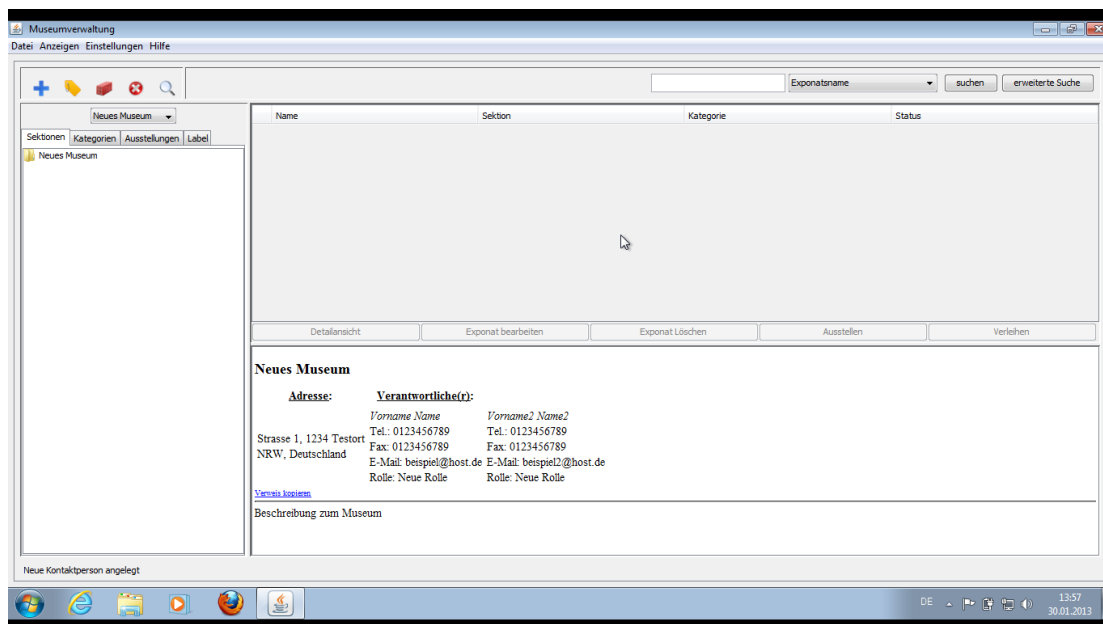 Museumverwaltung
Datei Anzeigen Einstellungen Hilfe
Exponatsname suchen erweiterte Suche
Neues Museum
Name Sektion Kategorie Status
Sektionen Kategorien Ausstellungen Label
Neues Museum
Detailansicht Exponat bearbeiten Exponat Löschen Ausstellen Verleihen
Neues Museum
Adresse: Verantwortliche(r):
Vorname Name Vorname2 Name2
Tel.: 0123456789 Tel.: 0123456789
Strasse 1, 1234 Testort
Fax: 0123456789 Fax: 0123456789
NRW, Deutschland
E-Mail: beispiel@host.de E-Mail: beispiel2@host.de
Rolle: Neue Rolle Rolle: Neue Rolle
Verweis kopieren
Beschreibung zum Museum
Neue Kontaktperson angelegt
DE 13:57
30.01.2013